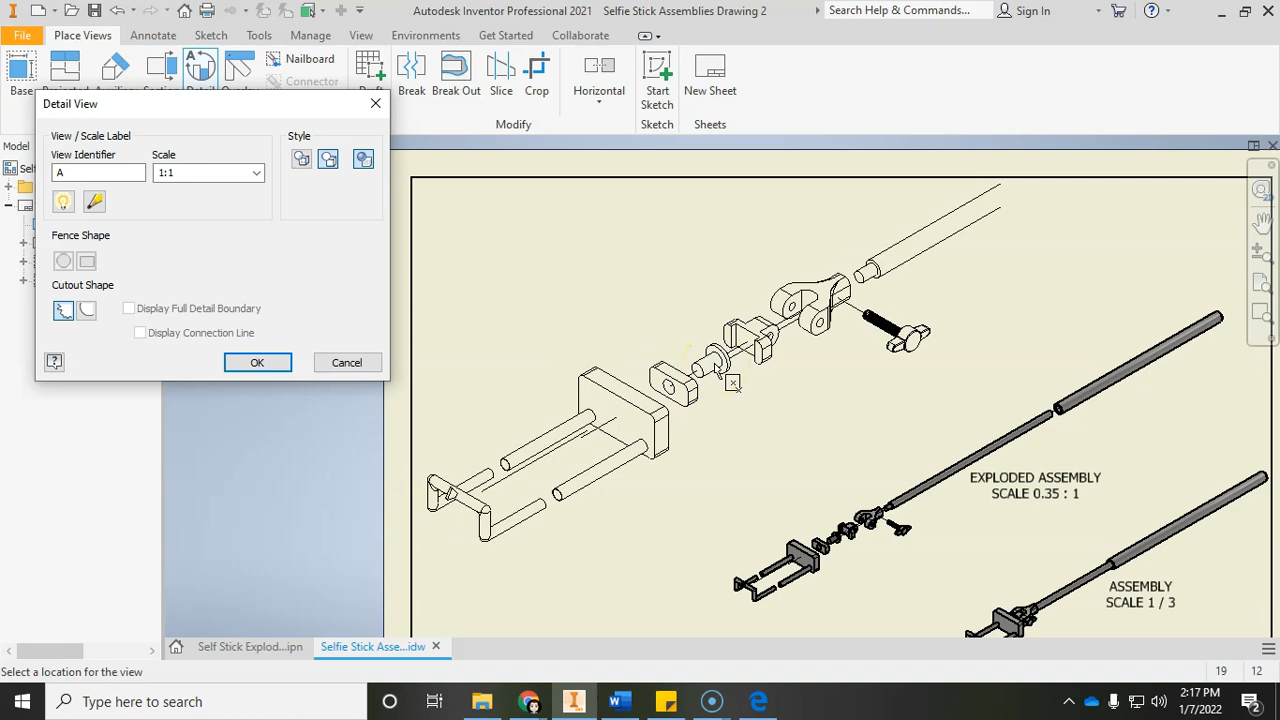 Autodesk Inventor Professional 2021 Selfie Stick Assemblies Drawing 2
Search Help & Commands...
Sign In
File Place Views Annotate Sketch Tools Manage View Environments Get Started Collaborate
Base
Nailboard
Connector
Break Break Out Slice Crop
Horizontal
Start Sketch
New Sheet
Modify
Sketch
Sheets
Detail View
View / Scale Label
Style
View Identifier
Scale
A
1:1
Fence Shape
Cutout Shape
Display Full Detail Boundary
Display Connection Line
OK
Cancel
Model
EXPLODED ASSEMBLY
SCALE 0.35 : 1
ASSEMBLY
SCALE 1 / 3
Self Stick Explod...ipn
Selfie Stick Asse...idw
Select a location for the view
19
12
Type here to search
2:17 PM
1/7/2022
2